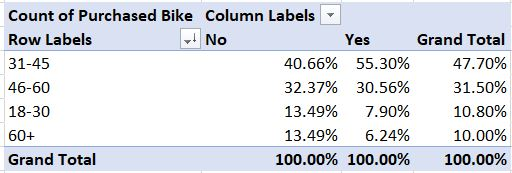 Count of Purchased Bike Column Labels
Row Labels No Yes Grand Total
31-45 40.66% 55.30% 47.70%
46-60 32.37% 30.56% 31.50%
18-30 13.49% 7.90% 10.80%
60+ 13.49% 6.24% 10.00%
Grand Total 100.00% 100.00% 100.00%